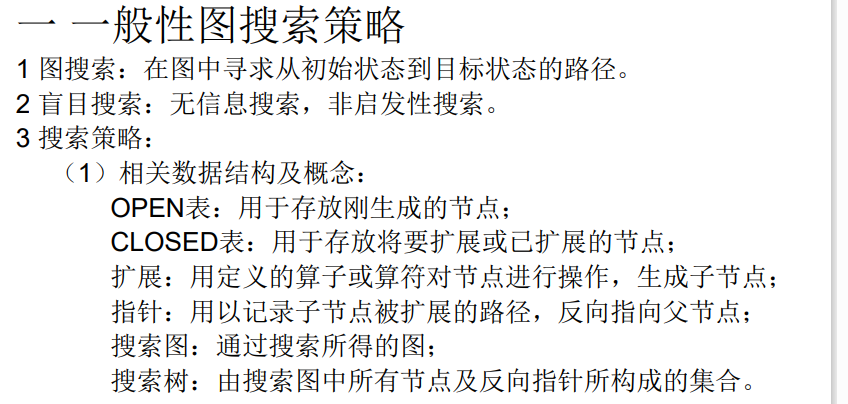 一 一般性图搜索策略
1 图搜索：在图中寻求从初始状态到目标状态的路径。
2 盲目搜索：无信息搜索，非启发性搜索。
3 搜索策略：
（1）相关数据结构及概念：
OPEN表：用于存放刚生成的节点；
CLOSED表：用于存放将要扩展或已扩展的节点；
扩展：用定义的算子或算符对节点进行操作，生成子节点；
指针：用以记录子节点被扩展的路径，反向指向父节点；
搜索图：通过搜索所得的图；
搜索树：由搜索图中所有节点及反向指针所构成的集合。